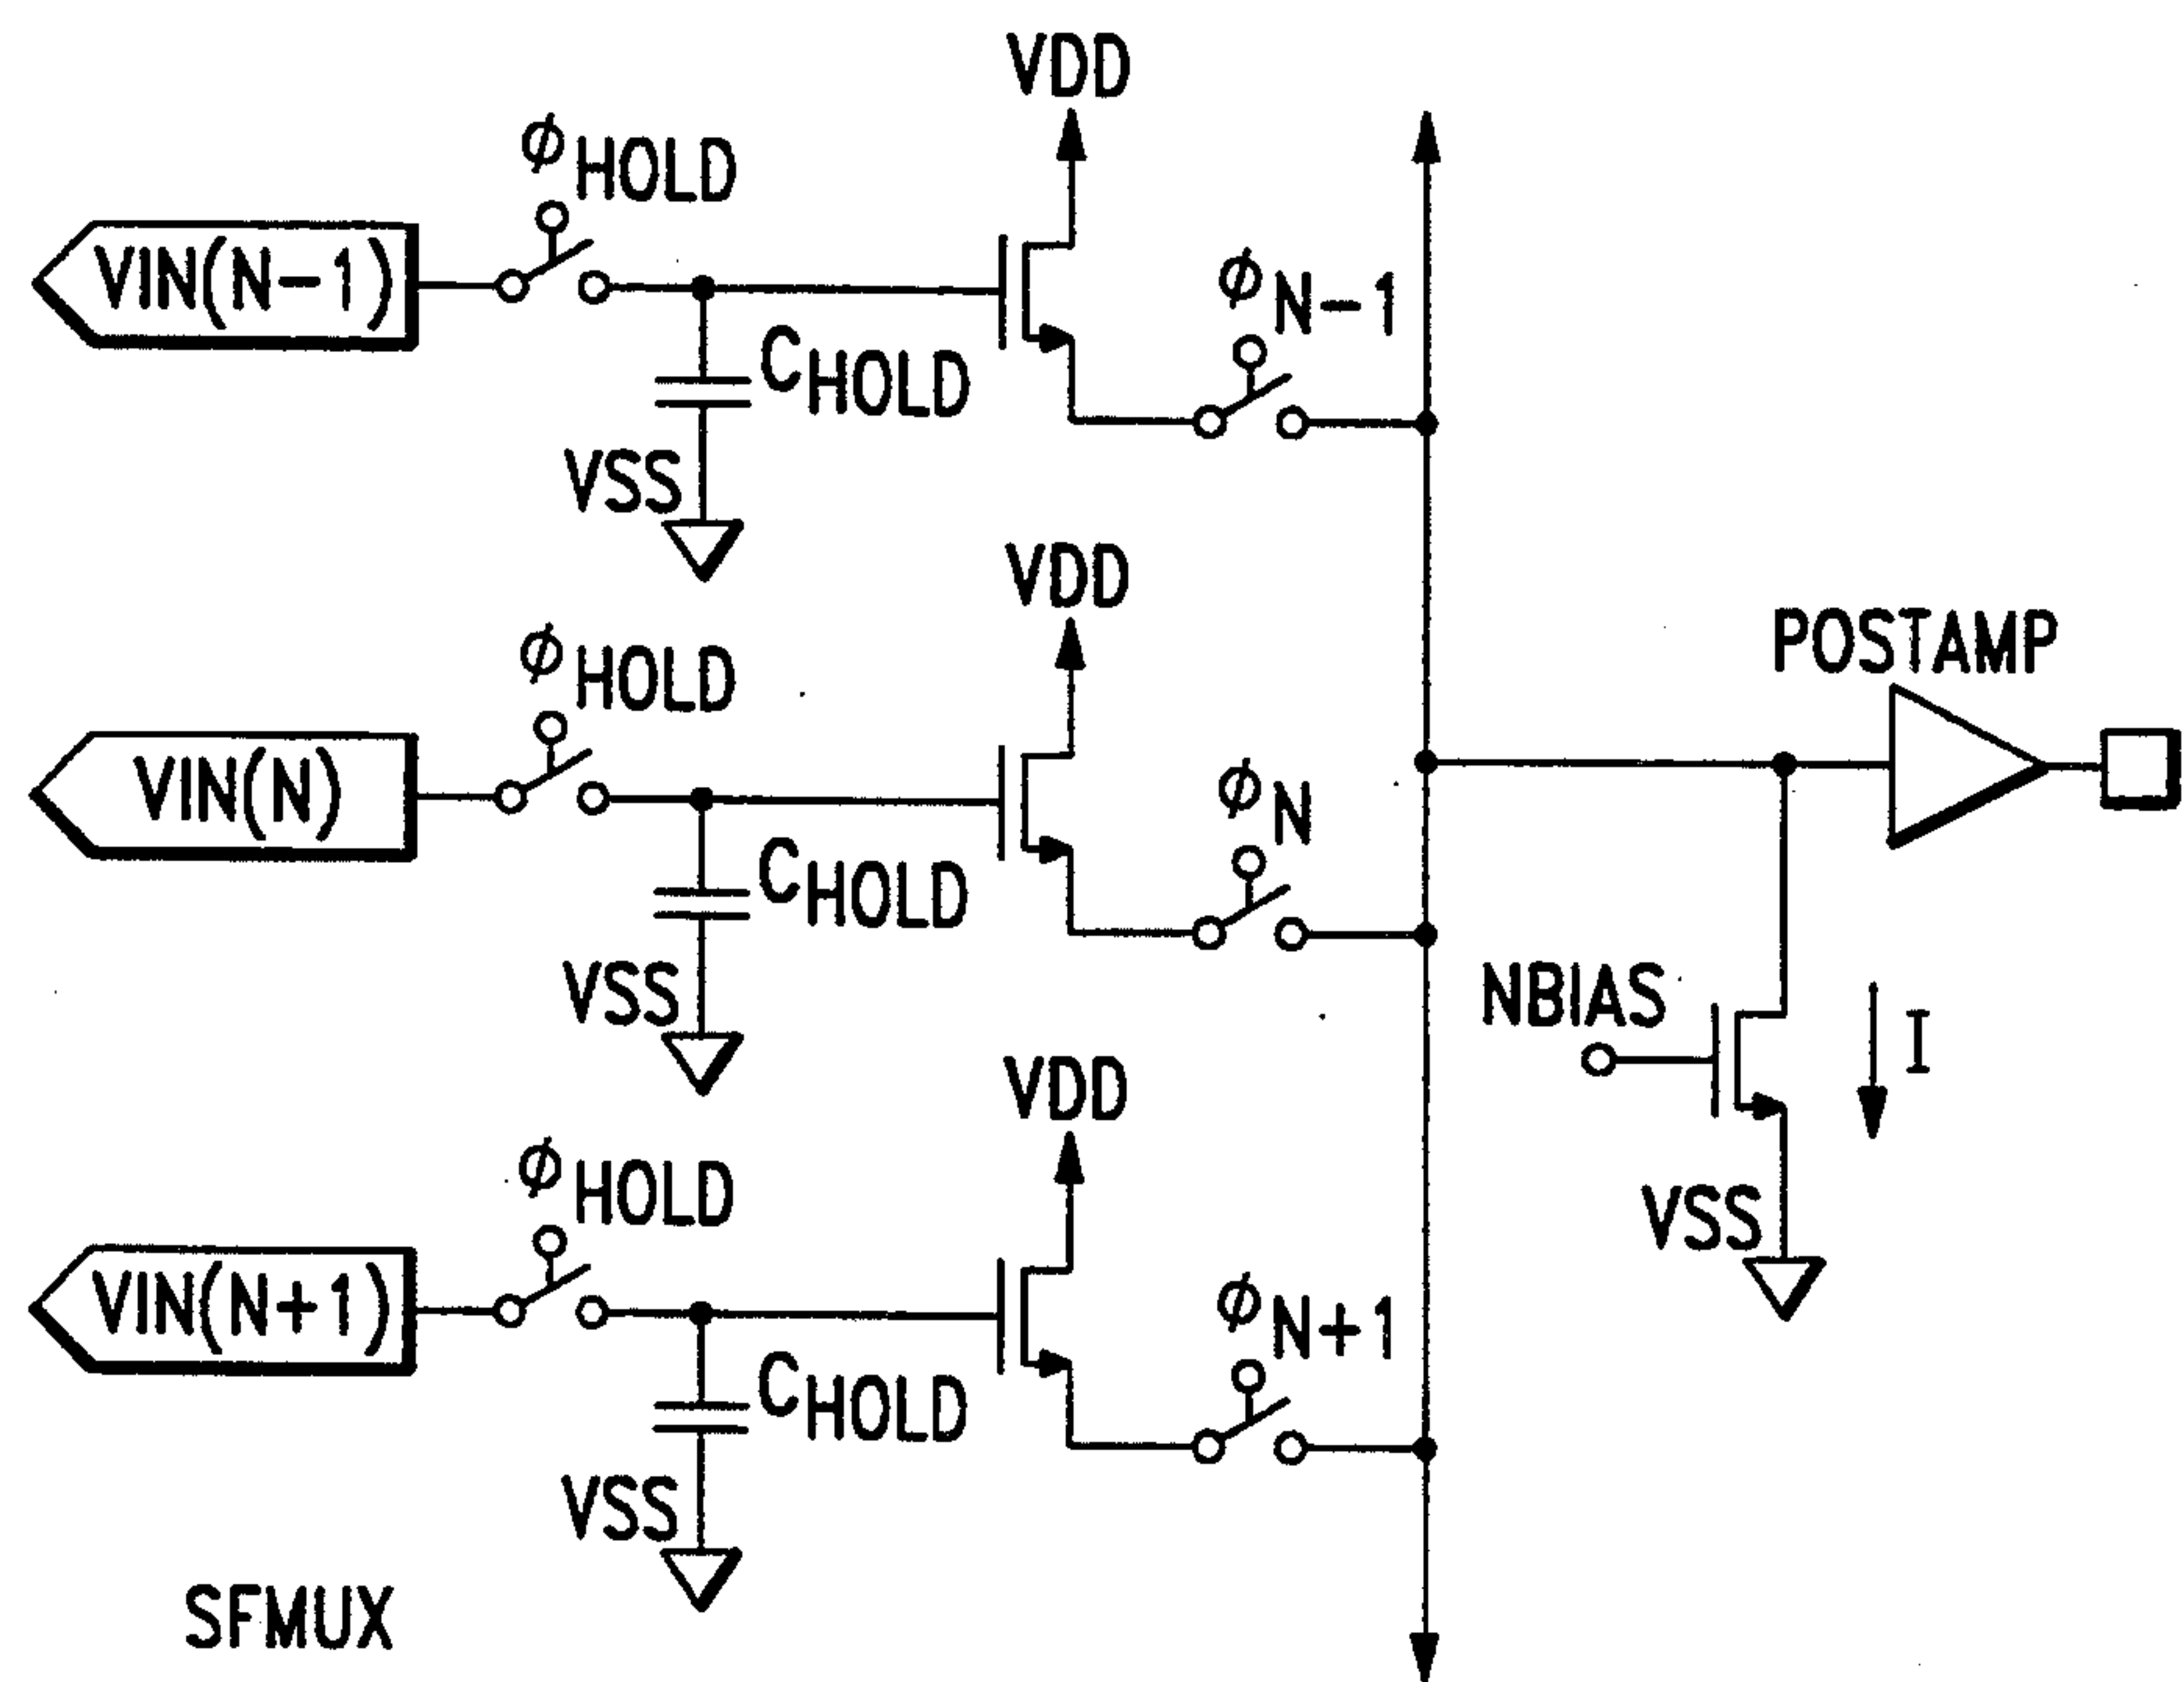 VDD
ϕHOLD
VIN(N-1)
ϕN-1
CHOLD
VSS
VDD
POSTAMP
ϕHOLD
VIN(N)
ϕN
CHOLD
VSS
NBIAS
I
VDD
VSS
ϕHOLD
VIN(N+1)
ϕN+1
CHOLD
VSS
SFMUX